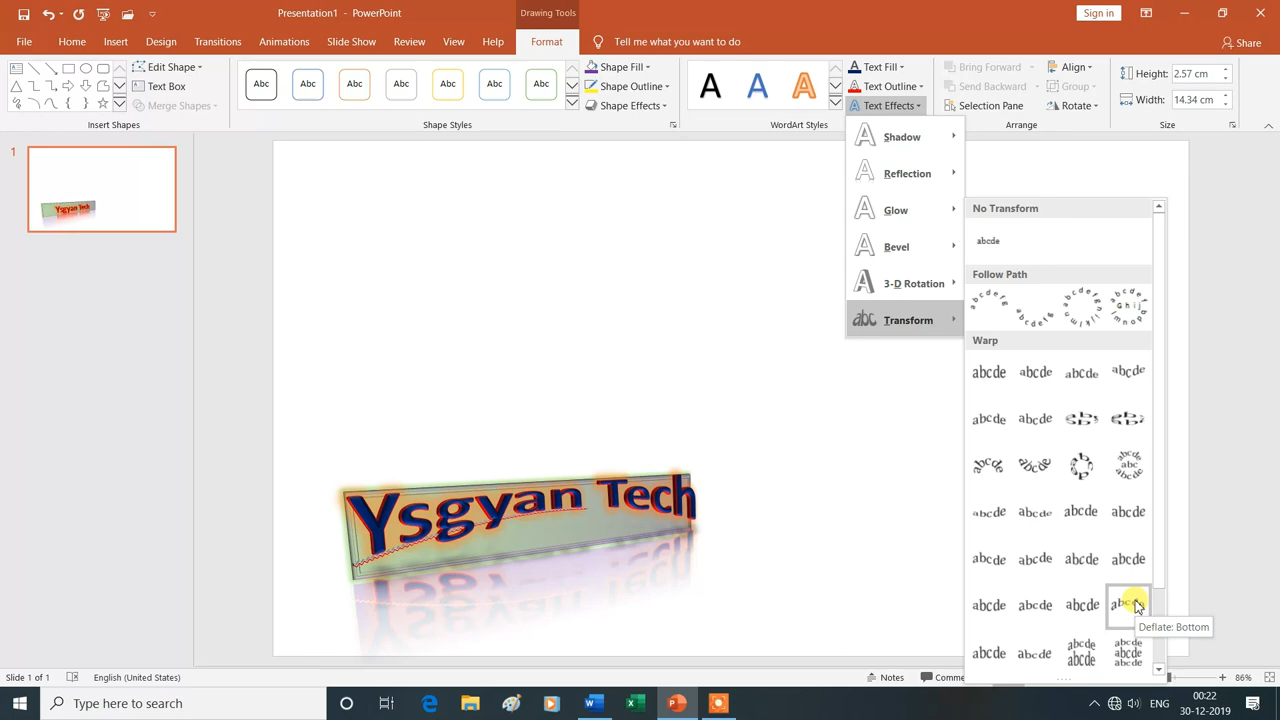 Presentation1 - PowerPoint
Drawing Tools
Sign in
File Home Insert Design Transitions Animations Slide Show Review View Help Format Tell me what you want to do Share
Edit Shape
Text Box
Merge Shapes
Insert Shapes
Abc Abc Abc Abc Abc Abc Abc
Shape Fill
Shape Outline
Shape Effects
Shape Styles
A A A
Text Fill
Text Outline
Text Effects
WordArt Styles
Bring Forward
Send Backward
Selection Pane
Align
Group
Rotate
Arrange
Height: 2.57 cm
Width: 14.34 cm
Size
Shadow
Reflection
Glow
Bevel
3-D Rotation
abc Transform
No Transform
abcde
Follow Path
Warp
abcde abcde abcde abcde
abcde abcde
abcde abcde abcde abcde
abcde abcde abcde abcde
abcde abcde abcde abcde
Deflate: Bottom
abcde abcde abcde abcde
1
Ysgyan Tech
Ysgyan Tech
Slide 1 of 1
English (United States)
Notes
Comme
86%
Type here to search
ENG
00:22
30-12-2019